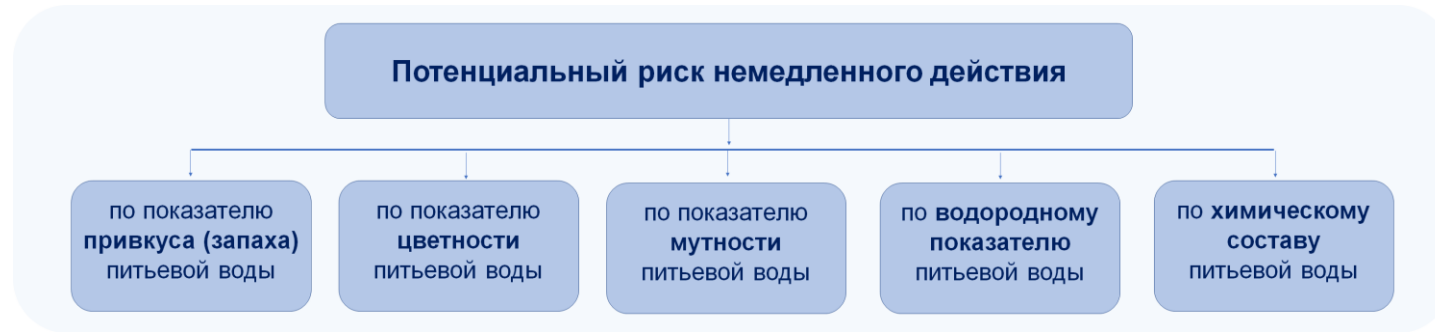 Потенциальный риск немедленного действия
по показателю
привкуса (запаха)
питьевой воды
по показателю
цветности
питьевой воды
по показателю
мутности
питьевой воды
по водородному
показателю
питьевой воды
по химическому
составу
питьевой воды